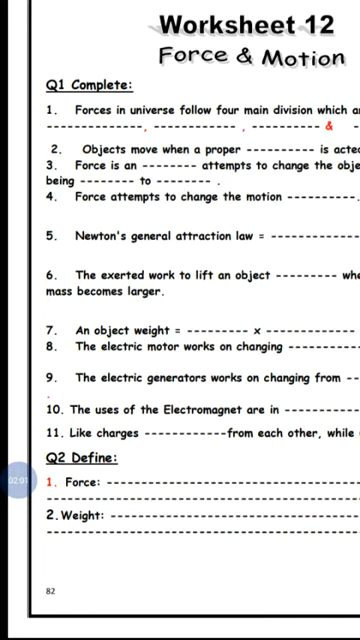 Worksheet 12
Force & Motion
Q1 Complete:
1. Forces in universe follow four main division which
-------------, ------------- , ---------- & -
2. Objects move when a proper ---------- is acted
3. Force is an -------- attempts to change the
being -------- to -------- .
4. Force attempts to change the motion ----------.
5. Newton's general attraction law = -------------
6. The exerted work to lift an object ---------
mass becomes larger.
7. An object weight = --------- x -------------
8. The electric motor works on changing ----------
9. The electric generators works on changing from --
.
10. The uses of the Electromagnet are in -----------
11. Like charges -----------from each other, while
Q2 Define:
02:01
1. Force: --------------------------------------
------------------------------------------------
2. Weight: -------------------------------------
------------------------------------------------
82